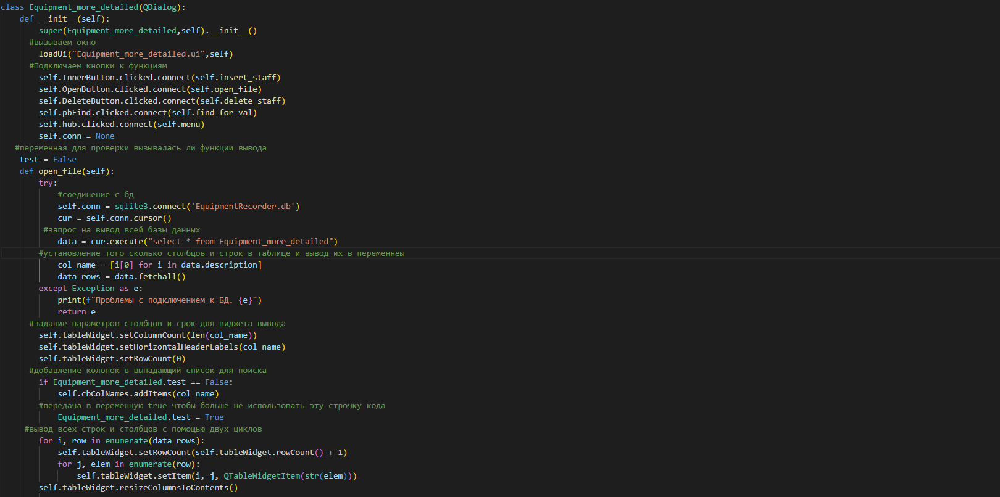 class Equipment_more_detailed(QDialog):
    def __init__(self):
        super(Equipment_more_detailed,self).__init__()
      #вызываем окно
        loadUi("Equipment_more_detailed.ui",self)
      #Подключаем кнопки к функциям
        self.InnerButton.clicked.connect(self.insert_staff)
        self.OpenButton.clicked.connect(self.open_file)
        self.DeleteButton.clicked.connect(self.delete_staff)
        self.pbFind.clicked.connect(self.find_for_val)
        self.hub.clicked.connect(self.menu)
        self.conn = None
   #переменная для проверки вызывалась ли функции вывода
    test = False
    def open_file(self):
        try:
            #соединение с бд
            self.conn = sqlite3.connect('EquipmentRecorder.db')
            cur = self.conn.cursor()
         #запрос на вывод всей базы данных
            data = cur.execute("select * from Equipment_more_detailed")
        #установление того сколько столбцов и строк в таблице и вывод их в переменнеы
            col_name = [i[0] for i in data.description]
            data_rows = data.fetchall()
        except Exception as e:
            print(f"Проблемы с подключением к БД. {e}")
            return e
      #задание параметров столбцов и срок для виджета вывода
        self.tableWidget.setColumnCount(len(col_name))
        self.tableWidget.setHorizontalHeaderLabels(col_name)
        self.tableWidget.setRowCount(0)
      #добавление колонок в выпадающий список для поиска
        if Equipment_more_detailed.test == False:
            self.cbColNames.addItems(col_name)
        #передача в переменную true чтобы больше не использовать эту строчку кода
            Equipment_more_detailed.test = True
     #вывод всех строк и столбцов с помощью двух циклов
        for i, row in enumerate(data_rows):
            self.tableWidget.setRowCount(self.tableWidget.rowCount() + 1)
            for j, elem in enumerate(row):
                self.tableWidget.setItem(i, j, QTableWidgetItem(str(elem)))
        self.tableWidget.resizeColumnsToContents()